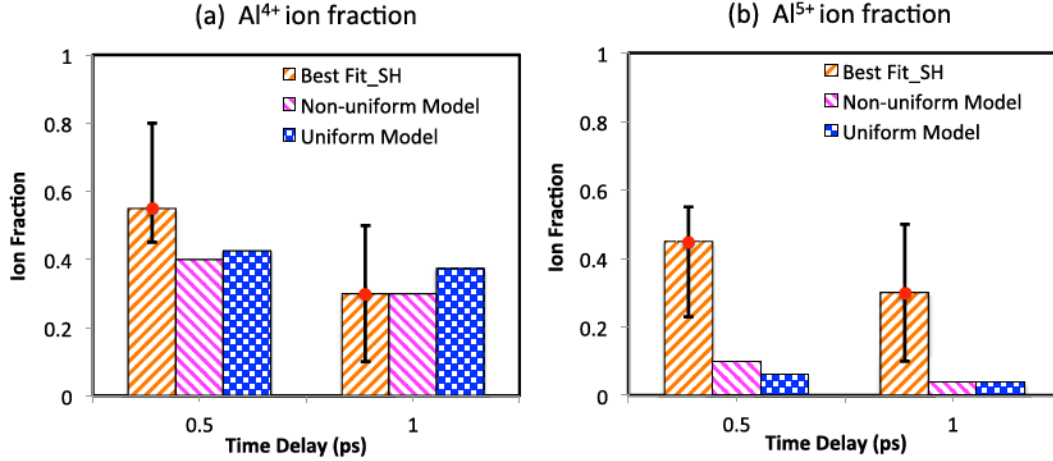 (a) Al4+ ion fraction
1
0.8
0.6
0.4
0.2
0
Ion Fraction
Best Fit_SH
Non-uniform Model
Uniform Model
0.5
1
Time Delay (ps)
(b) Al5+ ion fraction
1
0.8
0.6
0.4
0.2
0
Ion Fraction
Best Fit_SH
Non-uniform Model
Uniform Model
0.5
1
Time Delay (ps)